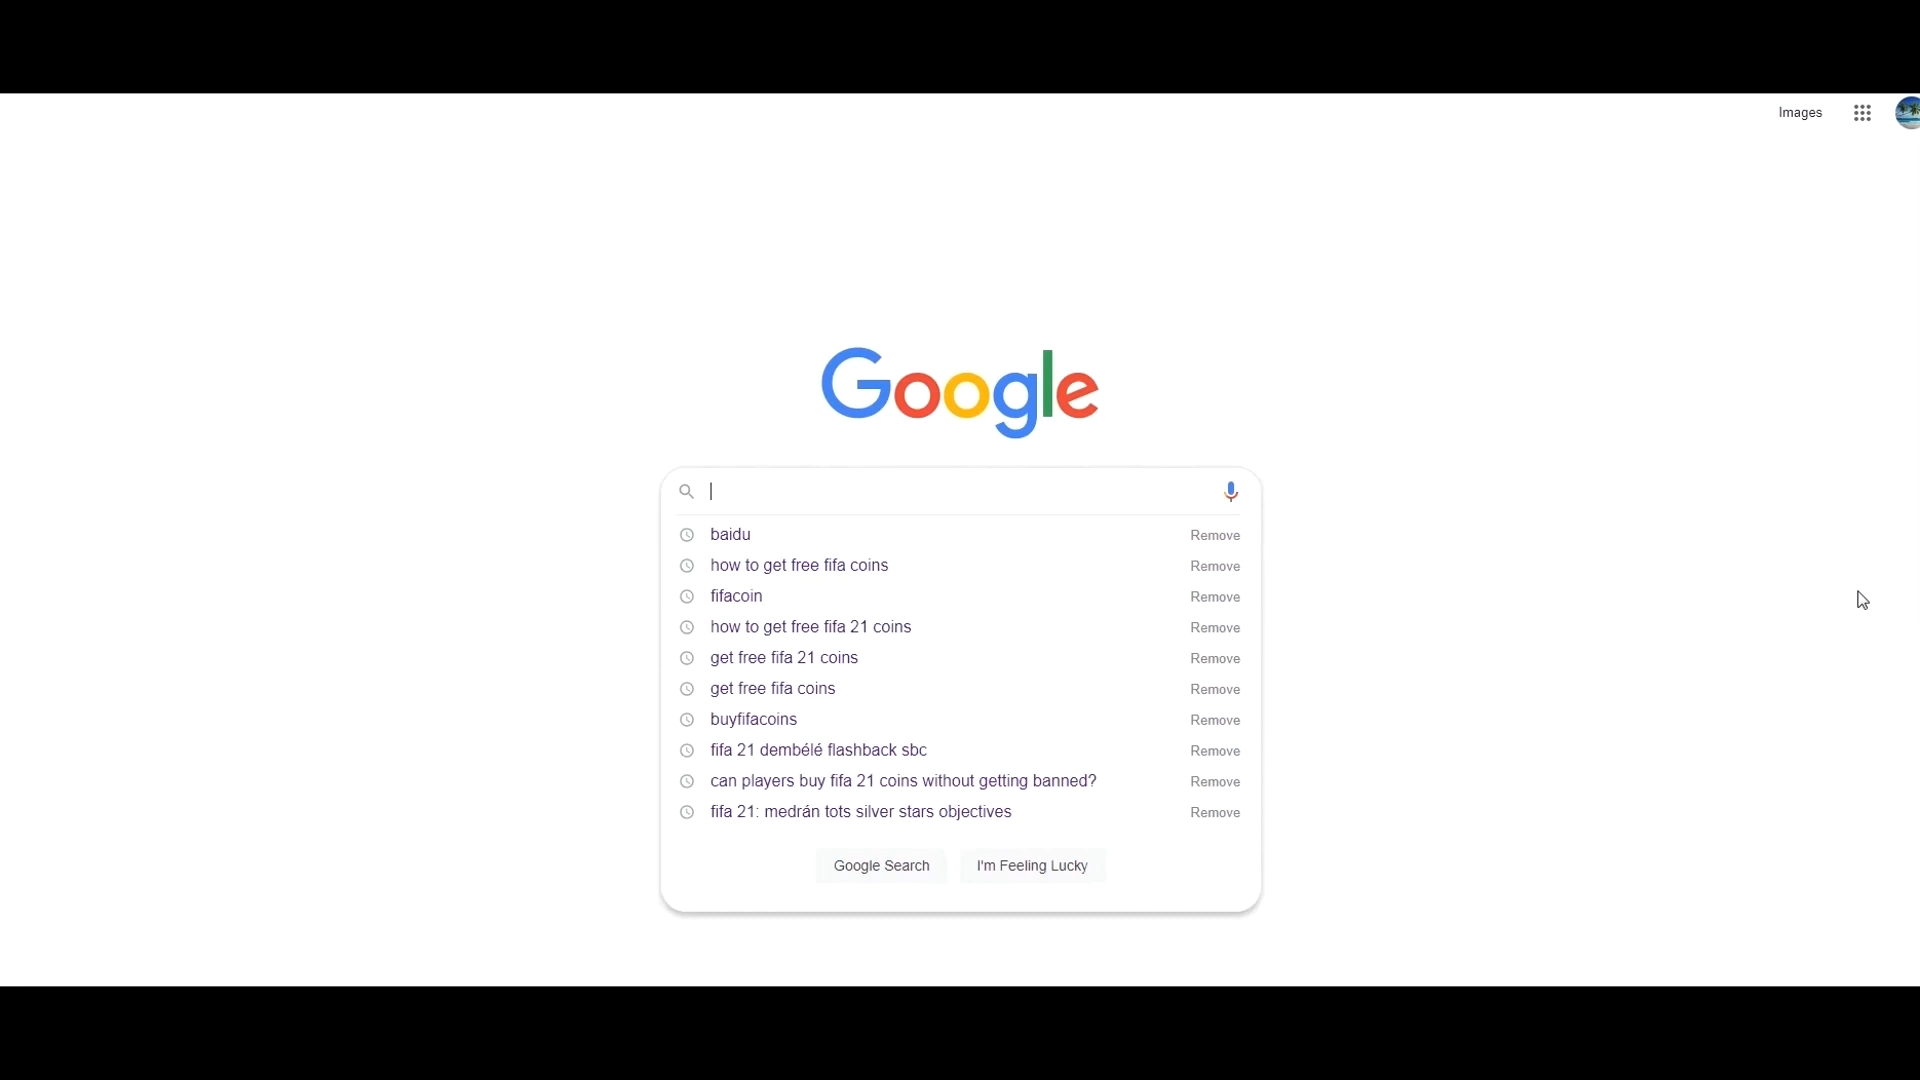 Images
Google
baidu Remove
how to get free fifa coins Remove
fifacoin Remove
how to get free fifa 21 coins Remove
get free fifa 21 coins Remove
get free fifa coins Remove
buyfifacoins Remove
fifa 21 dembélé flashback sbc Remove
can players buy fifa 21 coins without getting banned? Remove
fifa 21: medrán tots silver stars objectives Remove
Google Search I'm Feeling Lucky